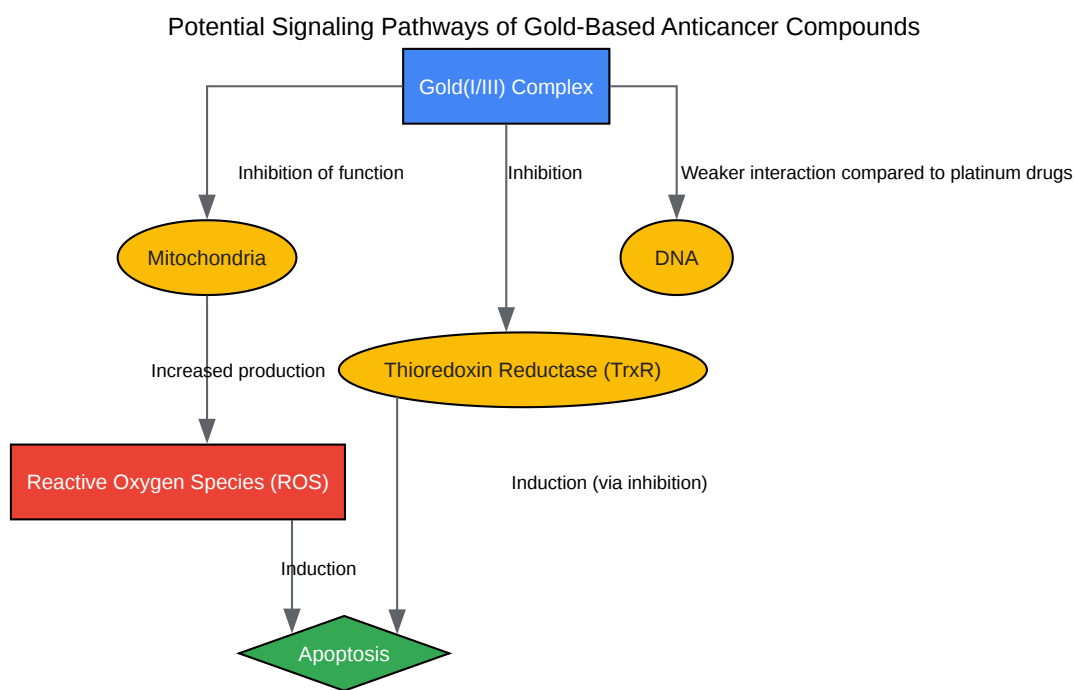 Potential Signaling Pathways of Gold-Based Anticancer Compounds
Gold(I/III) Complex
Inhibition of function
Inhibition
Weaker interaction compared to platinum drugs
Mitochondria
DNA
Increased production
Thioredoxin Reductase (TrxR)
Reactive Oxygen Species (ROS)
Induction (via inhibition)
Induction
Apoptosis